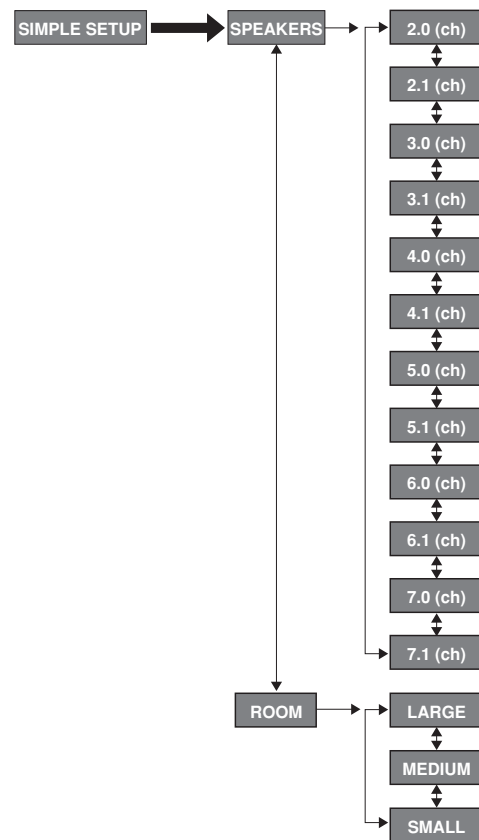 SIMPLE SETUP
SPEAKERS
2.0 (ch)
2.1 (ch)
3.0 (ch)
3.1 (ch)
4.0 (ch)
4.1 (ch)
5.0 (ch)
5.1 (ch)
6.0 (ch)
6.1 (ch)
7.0 (ch)
7.1 (ch)
ROOM
LARGE
MEDIUM
SMALL